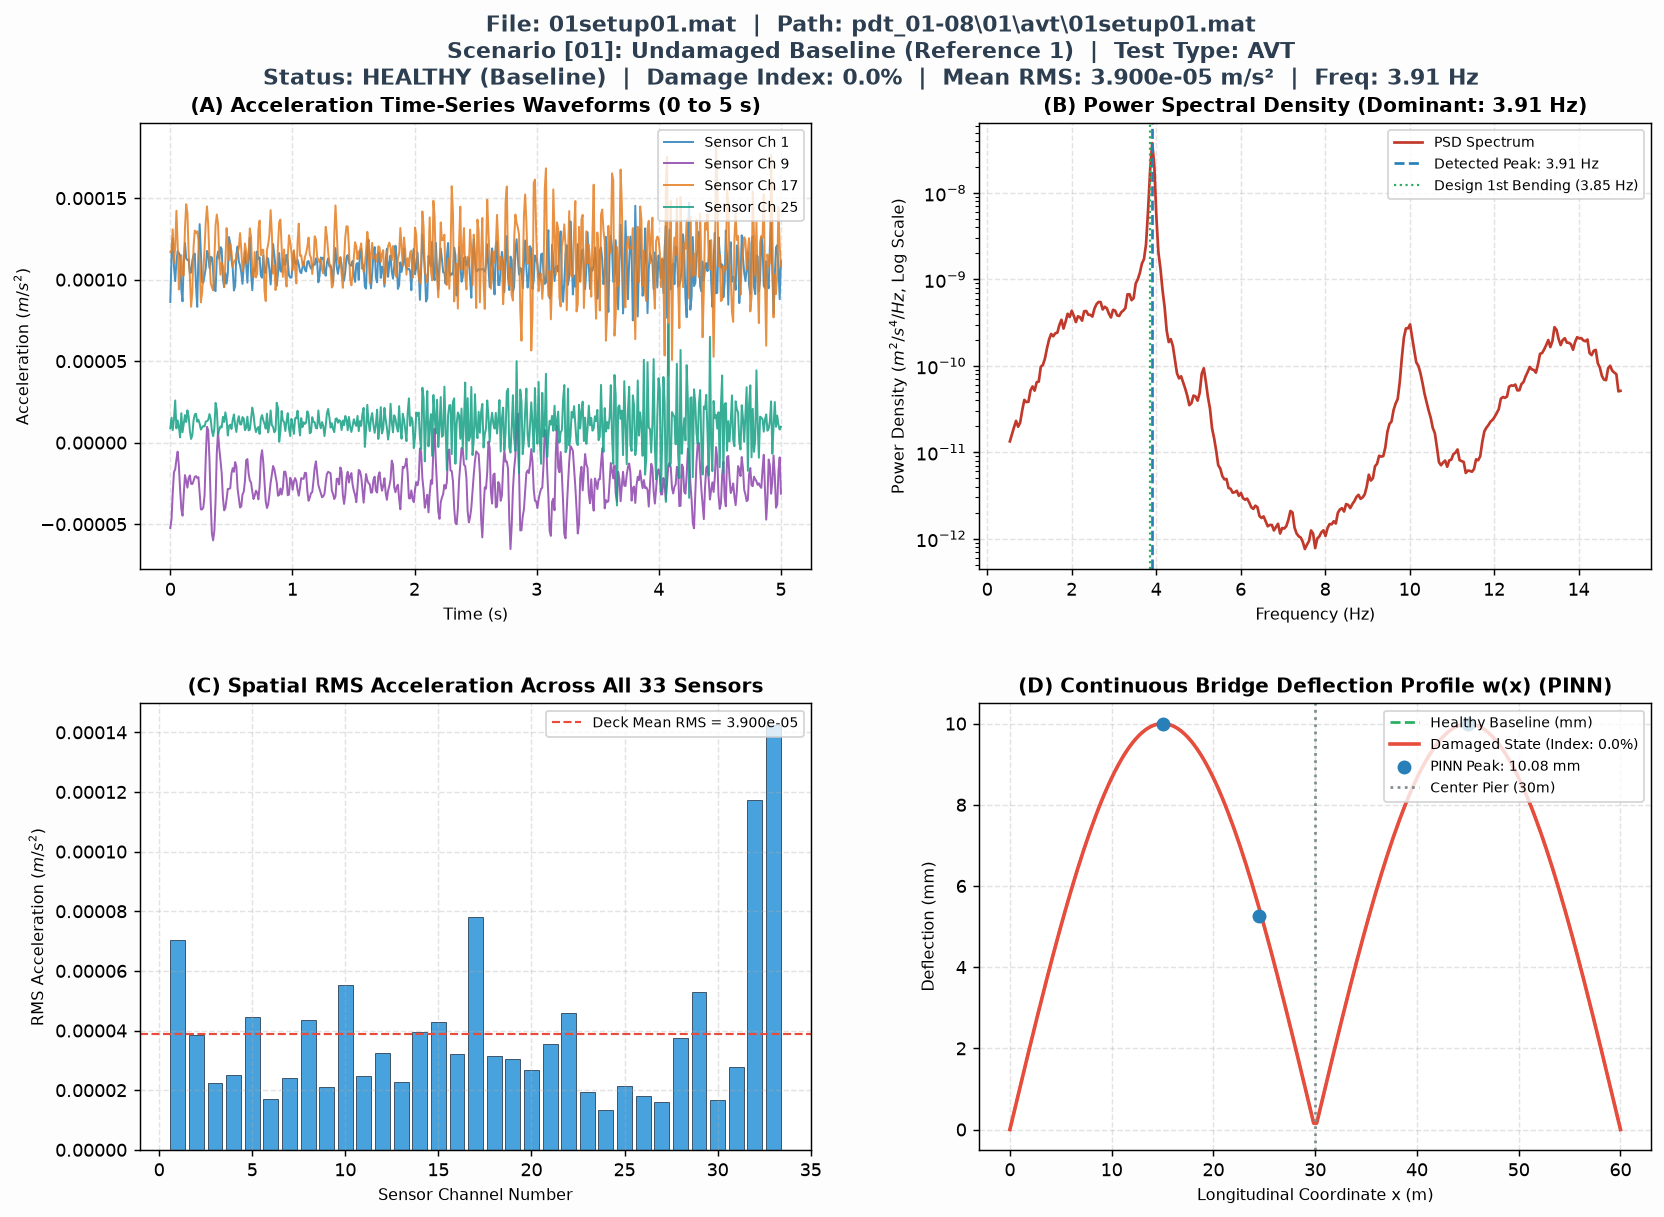 File: 01setup01.mat | Path: pdt_01-08\01\avt\01setup01.mat
Scenario [01]: Undamaged Baseline (Reference 1) | Test Type: AVT
Status: HEALTHY (Baseline) | Damage Index: 0.0% | Mean RMS: 3.900e-05 m/s² | Freq: 3.91 Hz
(A) Acceleration Time-Series Waveforms (0 to 5 s)
Sensor Ch 1
Sensor Ch 9
Sensor Ch 17
Sensor Ch 25
Acceleration (m/s²)
0.00015
0.00010
0.00005
0.00000
−0.00005
0 1 2 3 4 5
Time (s)
(B) Power Spectral Density (Dominant: 3.91 Hz)
PSD Spectrum
Detected Peak: 3.91 Hz
Design 1st Bending (3.85 Hz)
Power Density (m²/s⁴/Hz, Log Scale)
10⁻⁸
10⁻⁹
10⁻¹⁰
10⁻¹¹
10⁻¹²
0 2 4 6 8 10 12 14
Frequency (Hz)
(C) Spatial RMS Acceleration Across All 33 Sensors
Deck Mean RMS = 3.900e-05
RMS Acceleration (m/s²)
0.00014
0.00012
0.00010
0.00008
0.00006
0.00004
0.00002
0.00000
0 5 10 15 20 25 30 35
Sensor Channel Number
(D) Continuous Bridge Deflection Profile w(x) (PINN)
Healthy Baseline (mm)
Damaged State (Index: 0.0%)
PINN Peak: 10.08 mm
Center Pier (30m)
Deflection (mm)
10
8
6
4
2
0
0 10 20 30 40 50 60
Longitudinal Coordinate x (m)